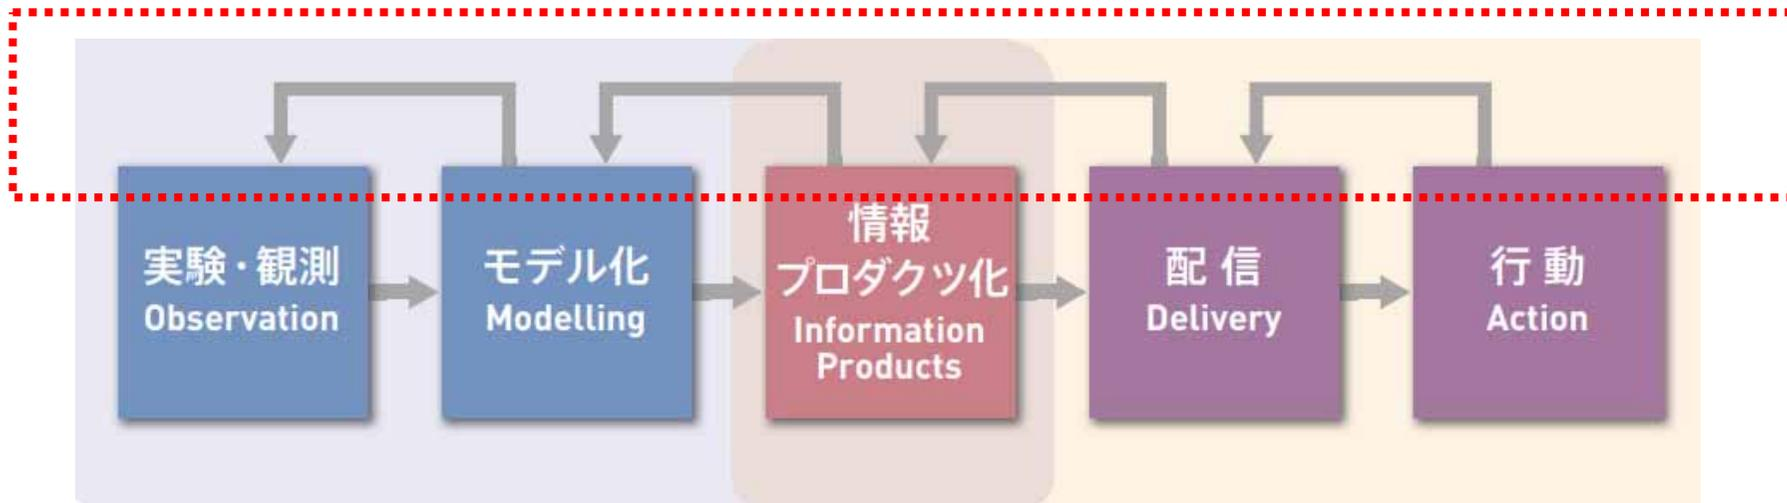 実験・観測
Observation
モデル化
Modelling
情報
プロダクツ化
Information
Products
配信
Delivery
行動
Action